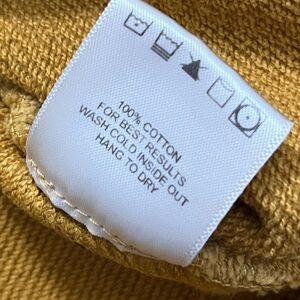 100% COTTON
FOR BEST RESULTS
WASH COLD INSIDE OUT
HANG TO DRY